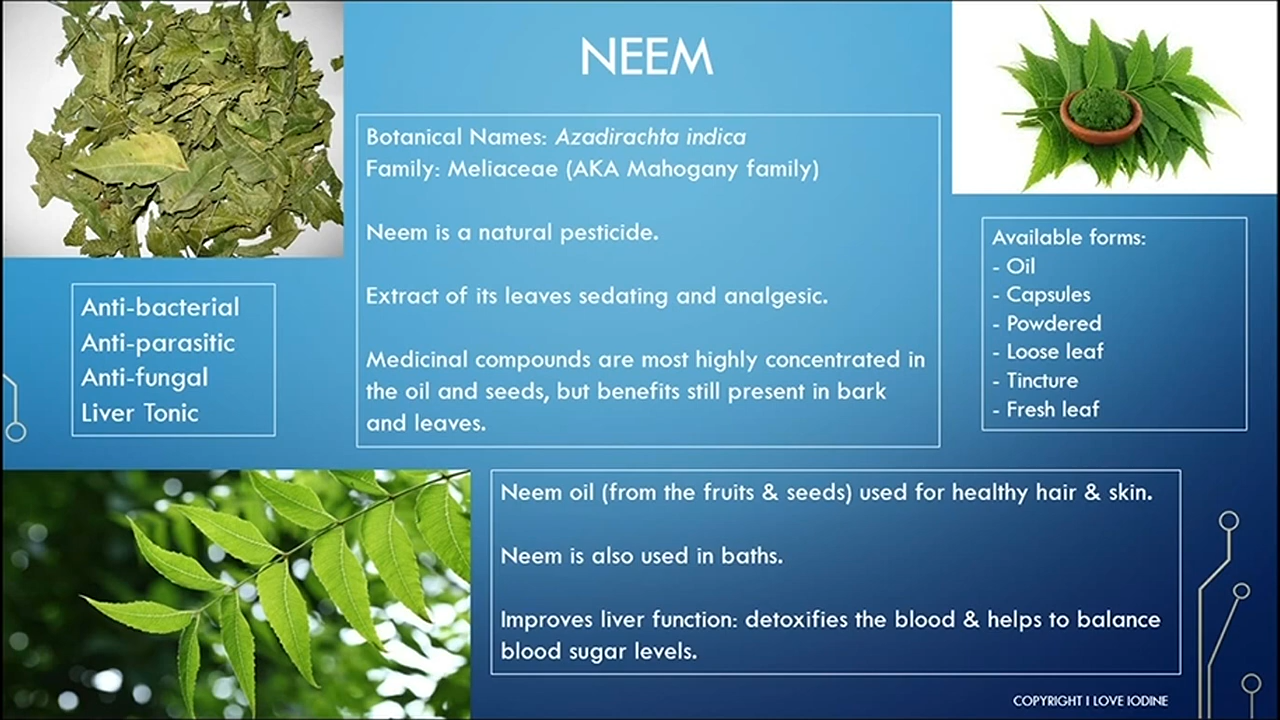 NEEM
Botanical Names: Azadirachta indica
Family: Meliaceae (AKA Mahogany family)
Neem is a natural pesticide.
Extract of its leaves sedating and analgesic.
Medicinal compounds are most highly concentrated in
the oil and seeds, but benefits still present in bark
and leaves.
Anti-bacterial
Anti-parasitic
Anti-fungal
Liver Tonic
Available forms:
- Oil
- Capsules
- Powdered
- Loose leaf
- Tincture
- Fresh leaf
Neem oil (from the fruits & seeds) used for healthy hair & skin.
Neem is also used in baths.
Improves liver function: detoxifies the blood & helps to balance
blood sugar levels.
COPYRIGHT I LOVE IODINE